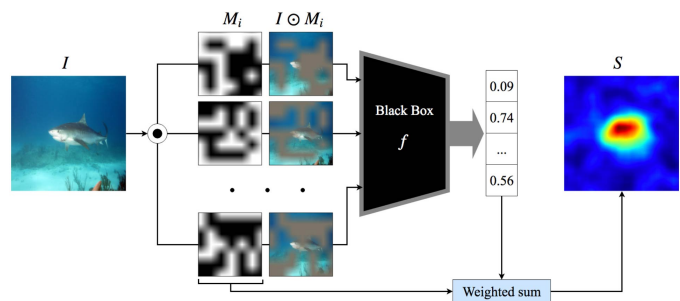 I
M_i
I ⊙ M_i
Black Box
f
0.09
0.74
...
0.56
S
Weighted sum